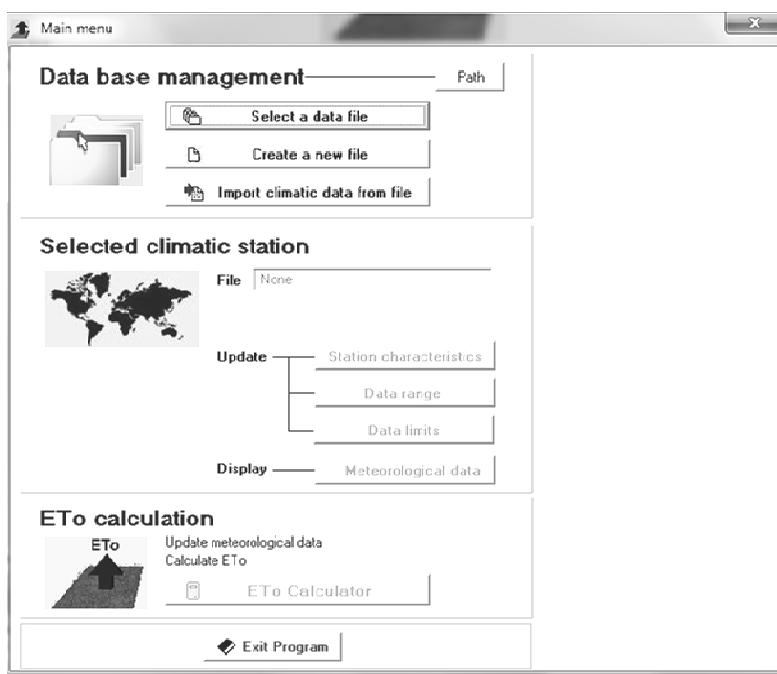 Main menu
Data base management
Path
Select a data file
Create a new file
Import climatic data from file
Selected climatic station
File None
Update Station characteristics
Data range
Data limits
Display Meteorological data
ETo calculation
ETo
Update meteorological data
Calculate ETo
ETo Calculator
Exit Program